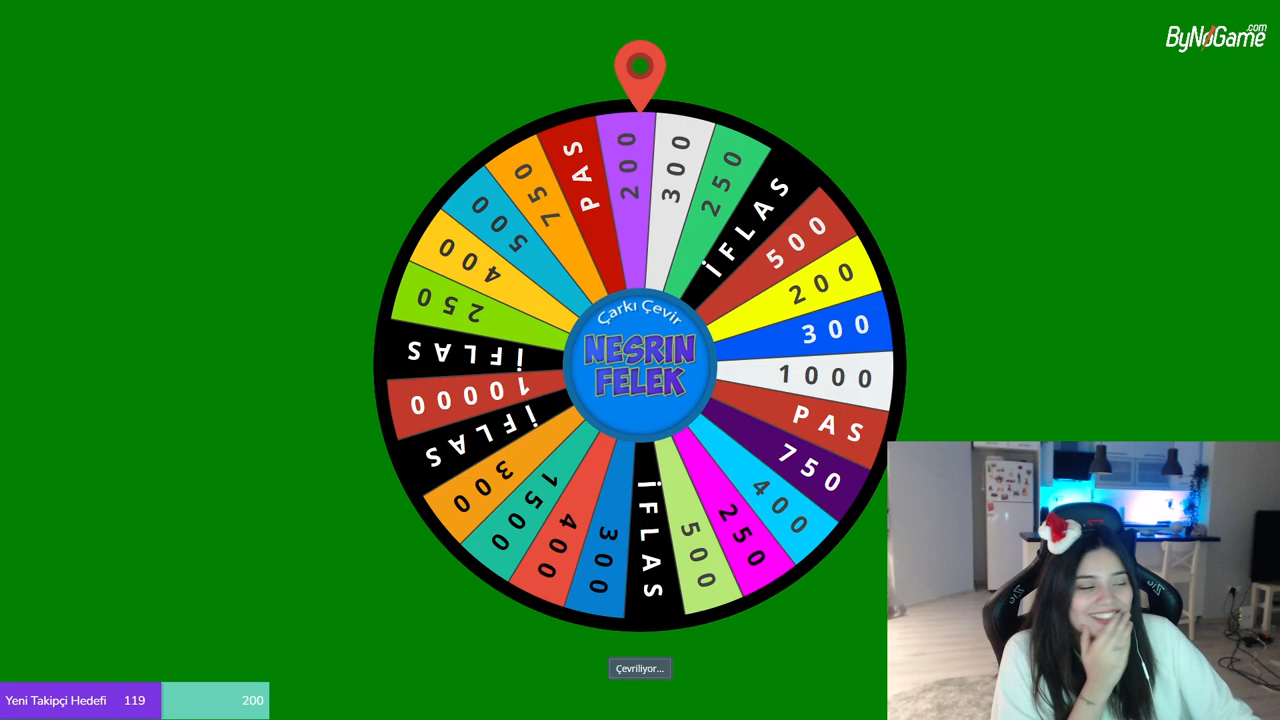 ByNoGame
.com
200
300
250
İFLAS
500
200
300
1000
PAS
750
400
250
500
İFLAS
300
400
1500
300
İFLAS
10000
İFLAS
250
400
500
750
PAS
Çarkı Çevir
NESRIN
FELEK
Çevriliyor...
Yeni Takipçi Hedefi 119 200